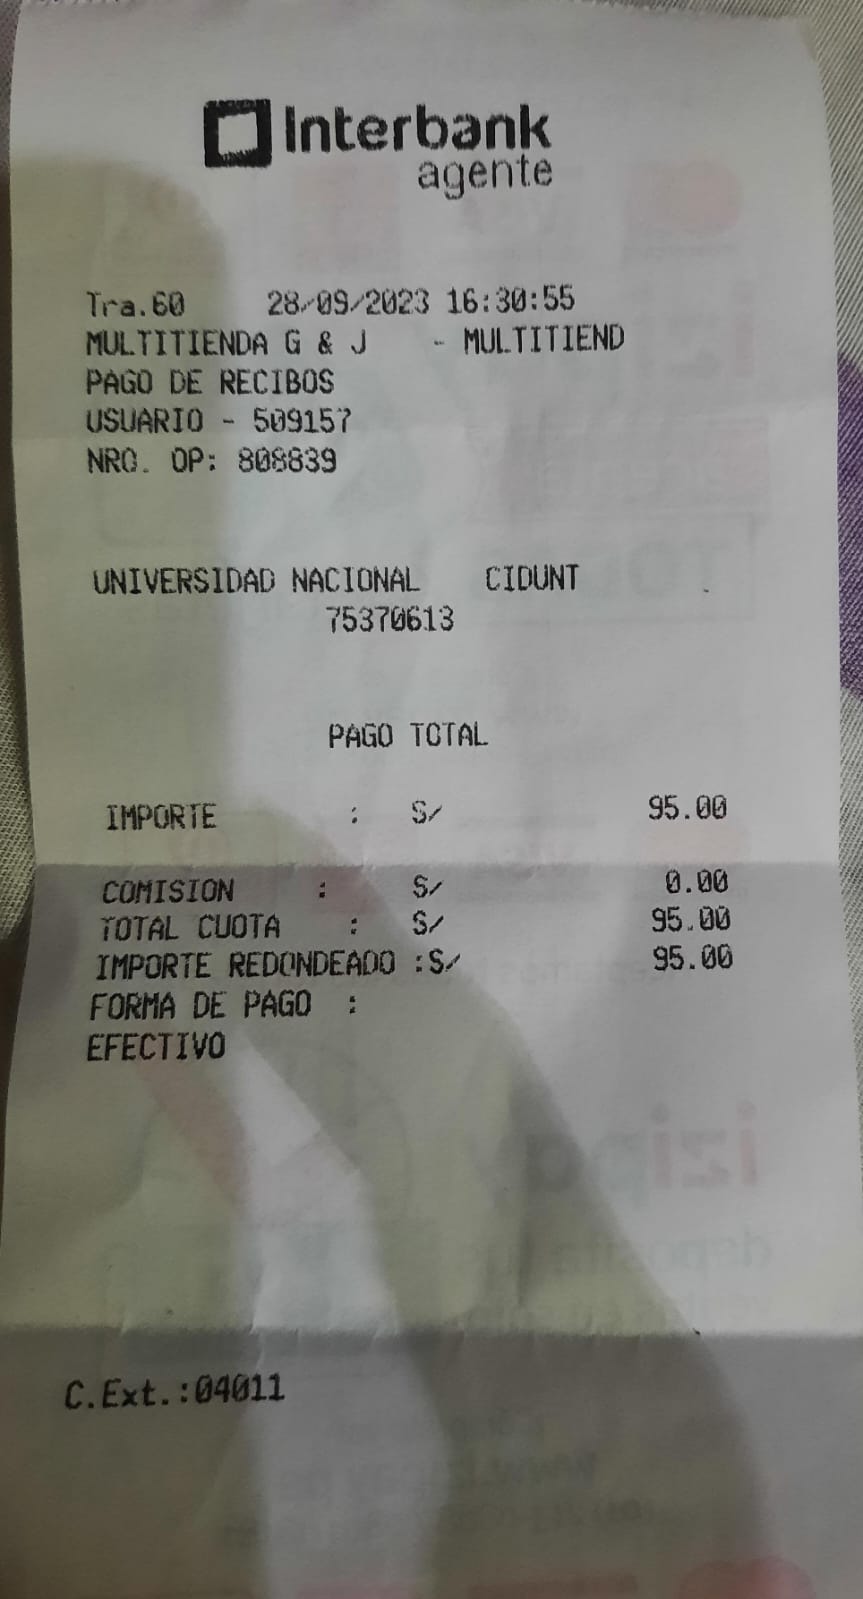 Interbank
agente
Tra.60 28/09/2023 16:30:55
MULTITIENDA G & J - MULTITIEND
PAGO DE RECIBOS
USUARIO - 509157
NRO. OP: 808839
UNIVERSIDAD NACIONAL CIDUNT
75370613
PAGO TOTAL
IMPORTE : S/ 95.00
COMISION : S/ 0.00
TOTAL CUOTA : S/ 95.00
IMPORTE REDONDEADO :S/ 95.00
FORMA DE PAGO :
EFECTIVO
izipay
C.Ext.:04011